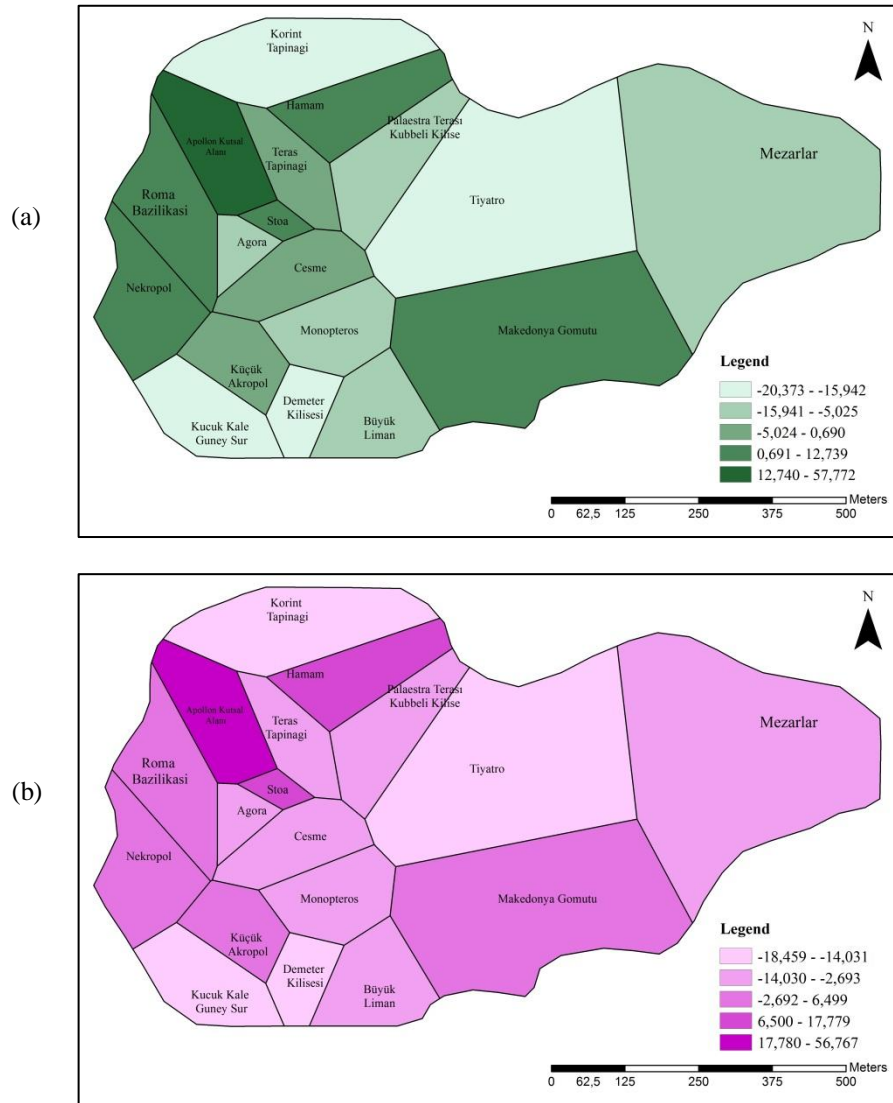 (a)
N
Korint
Tapinagi
Hamam
Apollon Kutsal
Alanı
Teras
Tapinagi
Palaestra Terası
Kubbeli Kilise
Mezarlar
Roma
Bazilikasi
Tiyatro
Stoa
Agora
Cesme
Nekropol
Monopteros
Makedonya Gomutu
Küçük
Akropol
Demeter
Kilisesi
Kucuk Kale
Guney Sur
Büyük
Liman
Legend
-20,373 - -15,942
-15,941 - -5,025
-5,024 - 0,690
0,691 - 12,739
12,740 - 57,772
Meters
0 62,5 125 250 375 500
(b)
N
Korint
Tapinagi
Hamam
Apollon Kutsal
Alanı
Teras
Tapinagi
Palaestra Terası
Kubbeli Kilise
Mezarlar
Roma
Bazilikasi
Tiyatro
Stoa
Agora
Cesme
Nekropol
Monopteros
Makedonya Gomutu
Küçük
Akropol
Demeter
Kilisesi
Kucuk Kale
Guney Sur
Büyük
Liman
Legend
-18,459 - -14,031
-14,030 - -2,693
-2,692 - 6,499
6,500 - 17,779
17,780 - 56,767
Meters
0 62,5 125 250 375 500